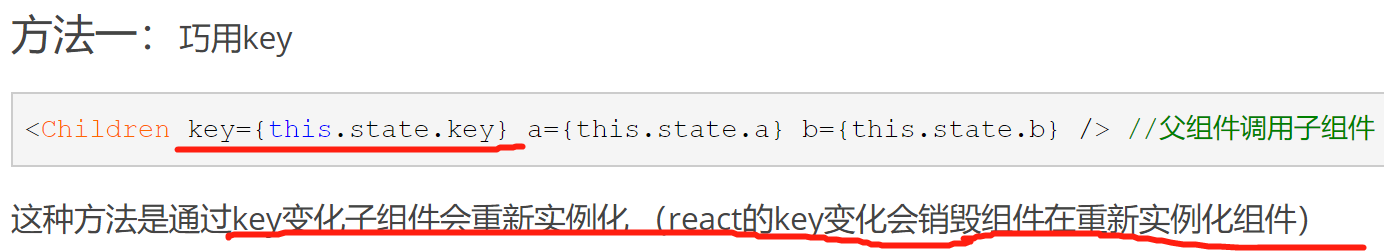 方法一：巧用key
<Children key={this.state.key} a={this.state.a} b={this.state.b} /> //父组件调用子组件
这种方法是通过key变化子组件会重新实例化 （react的key变化会销毁组件在重新实例化组件）